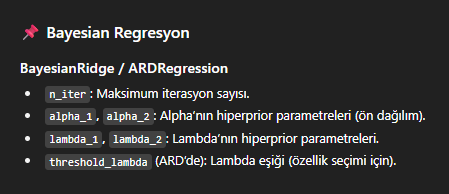 📌 Bayesian Regresyon
BayesianRidge / ARDRegression
• n_iter: Maksimum iterasyon sayısı.
• alpha_1, alpha_2: Alpha’nın hiperprior parametreleri (ön dağılım).
• lambda_1, lambda_2: Lambda’nın hiperprior parametreleri.
• threshold_lambda (ARD’de): Lambda eşiği (özellik seçimi için).